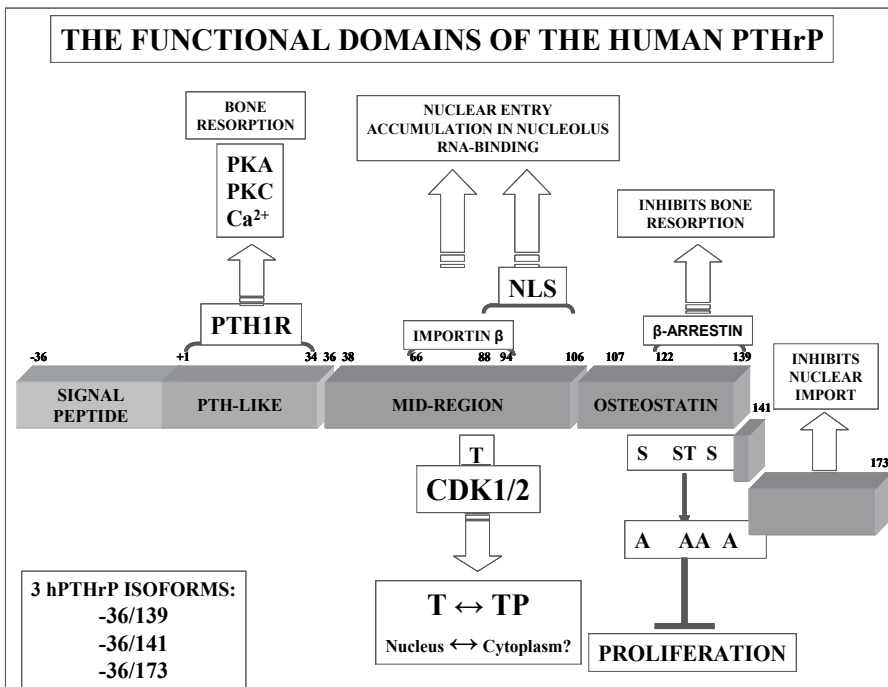 THE FUNCTIONAL DOMAINS OF THE HUMAN PTHrP
BONE
RESORPTION
PKA
PKC
Ca²⁺
PTH1R
NUCLEAR ENTRY
ACCUMULATION IN NUCLEOLUS
RNA-BINDING
NLS
IMPORTIN β
INHIBITS BONE
RESORPTION
β-ARRESTIN
INHIBITS
NUCLEAR
IMPORT
-36 +1 34 36 38 66 88 94 106 107 122 139
141
173
SIGNAL
PEPTIDE
PTH-LIKE
MID-REGION
OSTEOSTATIN
T
CDK1/2
T ↔ TP
Nucleus ↔ Cytoplasm?
S ST S
A AA A
PROLIFERATION
3 hPTHrP ISOFORMS:
-36/139
-36/141
-36/173